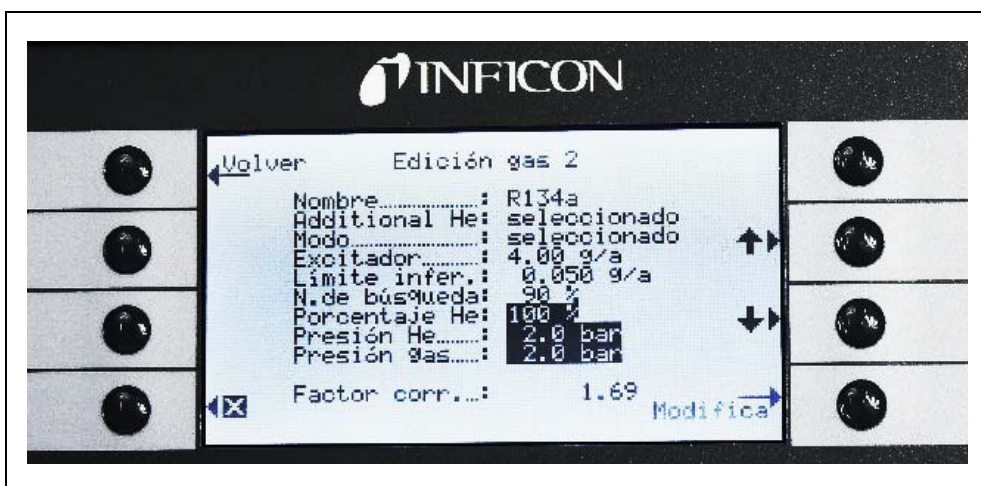 INFICON
Volver Edición gas 2
Nombre………: R134a
Additional He: seleccionado
Modo…………: seleccionado
Excitador……: 4.00 g/a
Límite infer.: 0.050 g/a
N.de búsqueda: 90 %
Porcentaje He: 100 %
Presión He……: 2.0 bar
Presión gas…: 2.0 bar
Factor corr.…: 1.69
Modifica